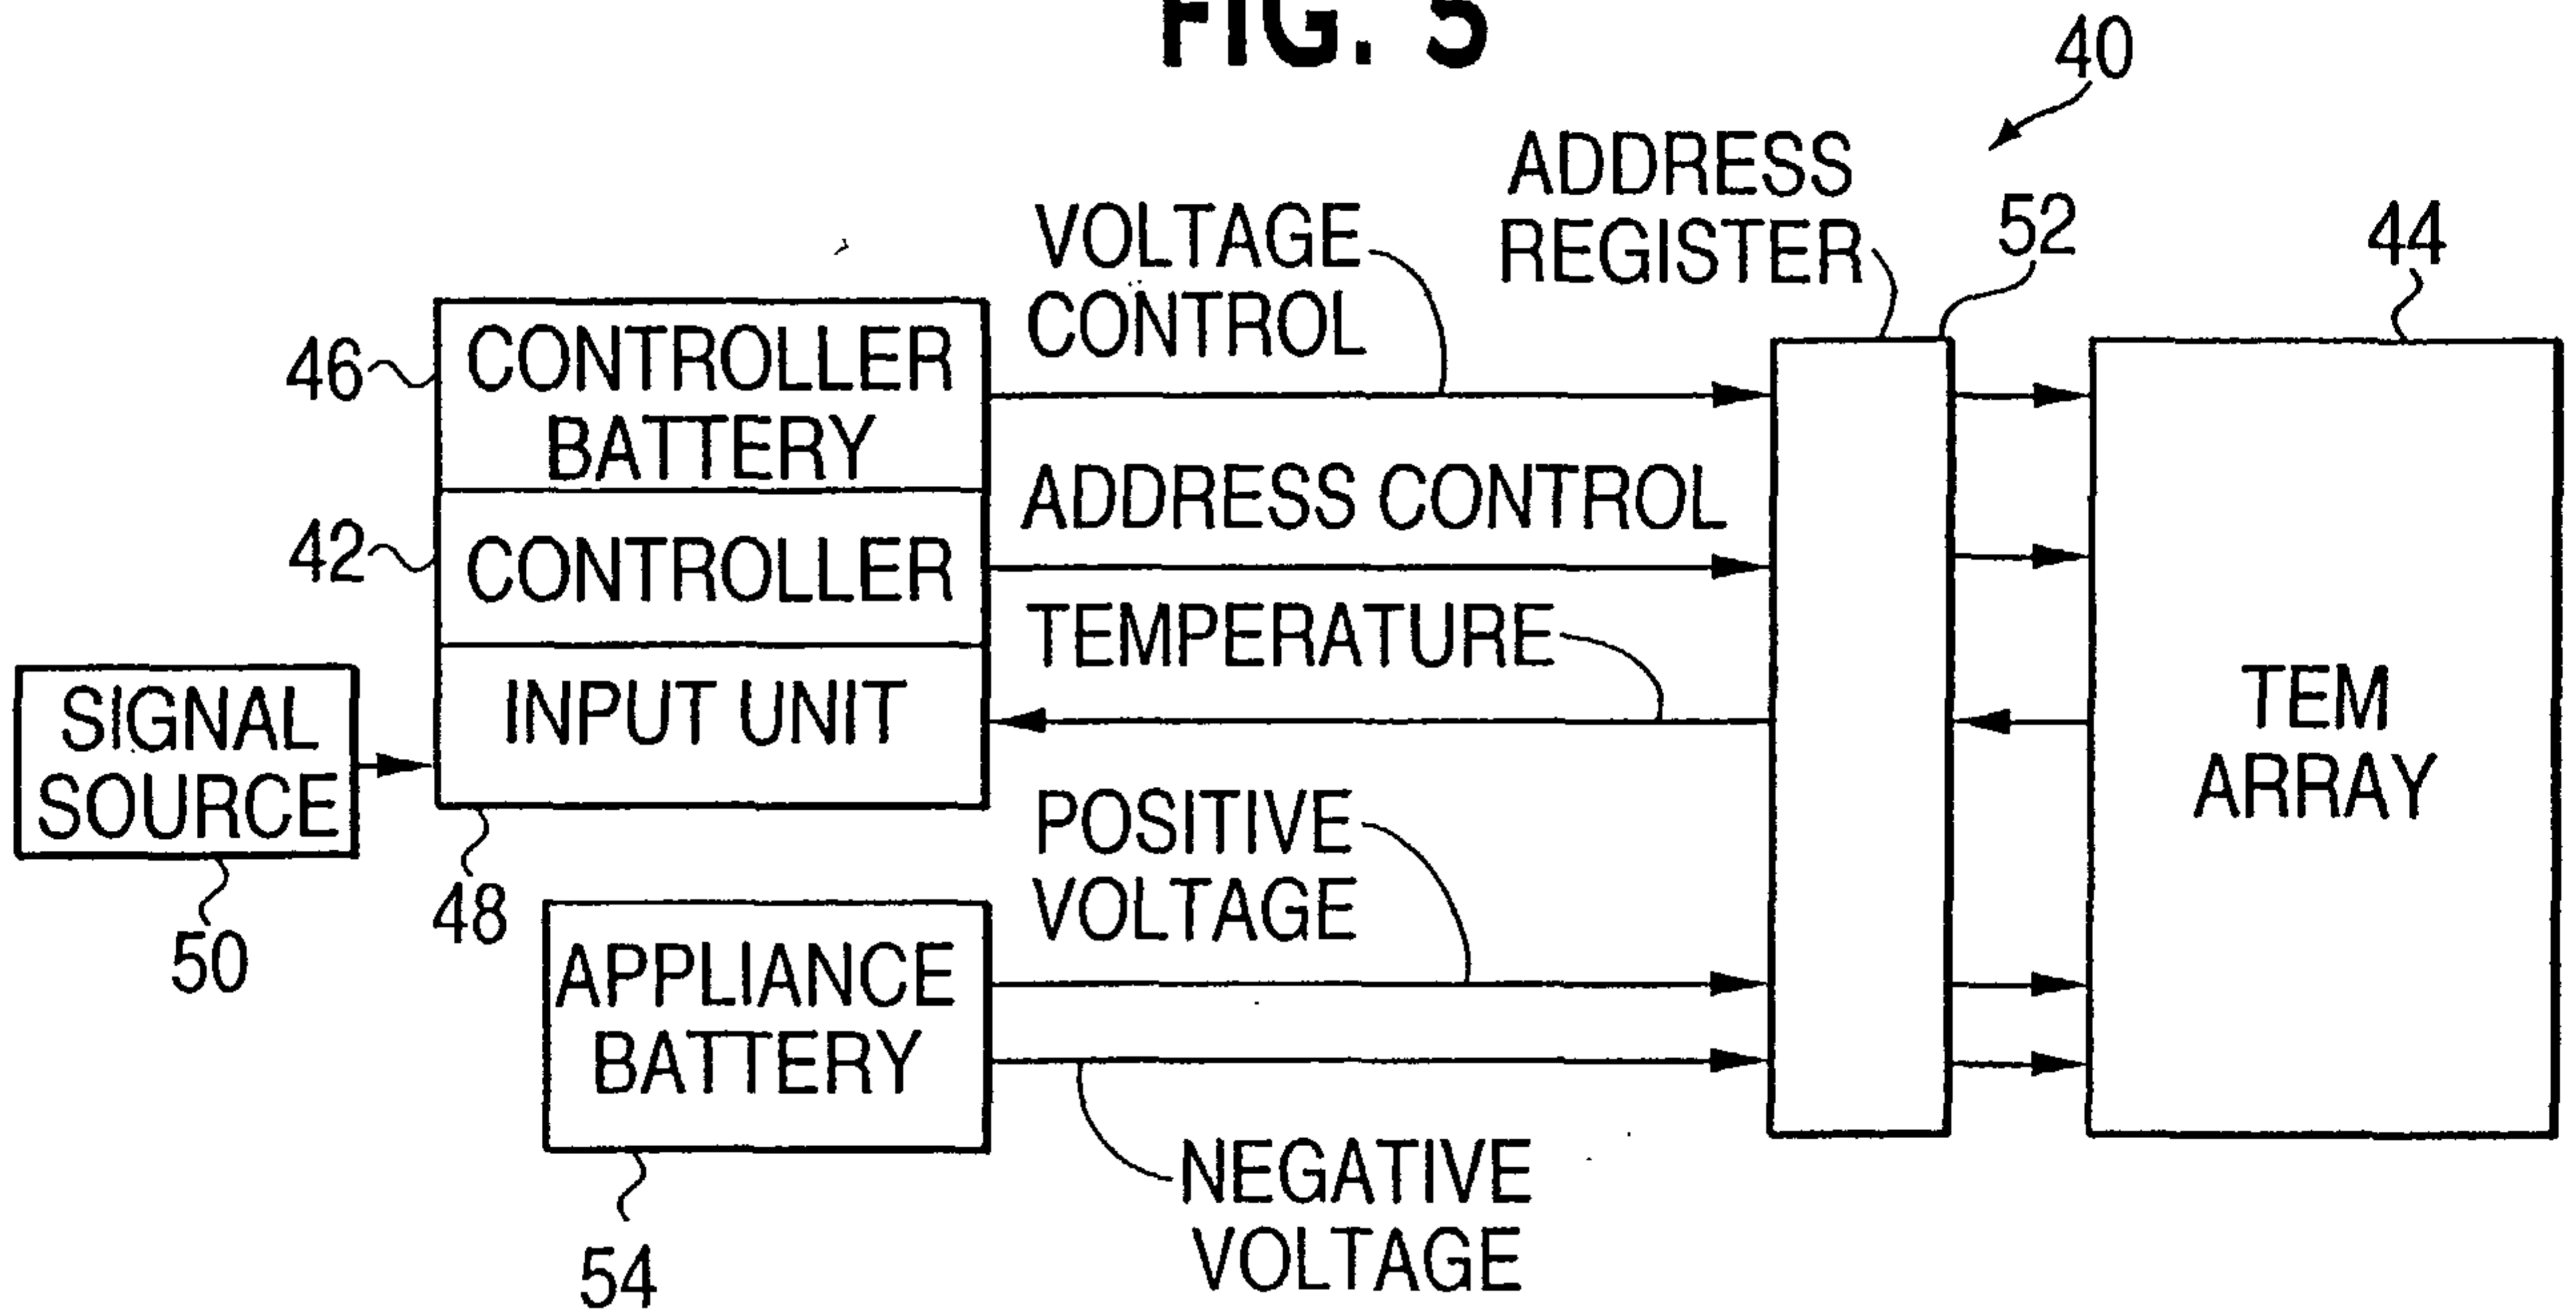 FIG. 5
40
ADDRESS
REGISTER
52
44
VOLTAGE
CONTROL
46
CONTROLLER
BATTERY
ADDRESS CONTROL
42
CONTROLLER
TEMPERATURE
INPUT UNIT
SIGNAL
SOURCE
TEM
ARRAY
50
48
POSITIVE
VOLTAGE
APPLIANCE
BATTERY
54
NEGATIVE
VOLTAGE